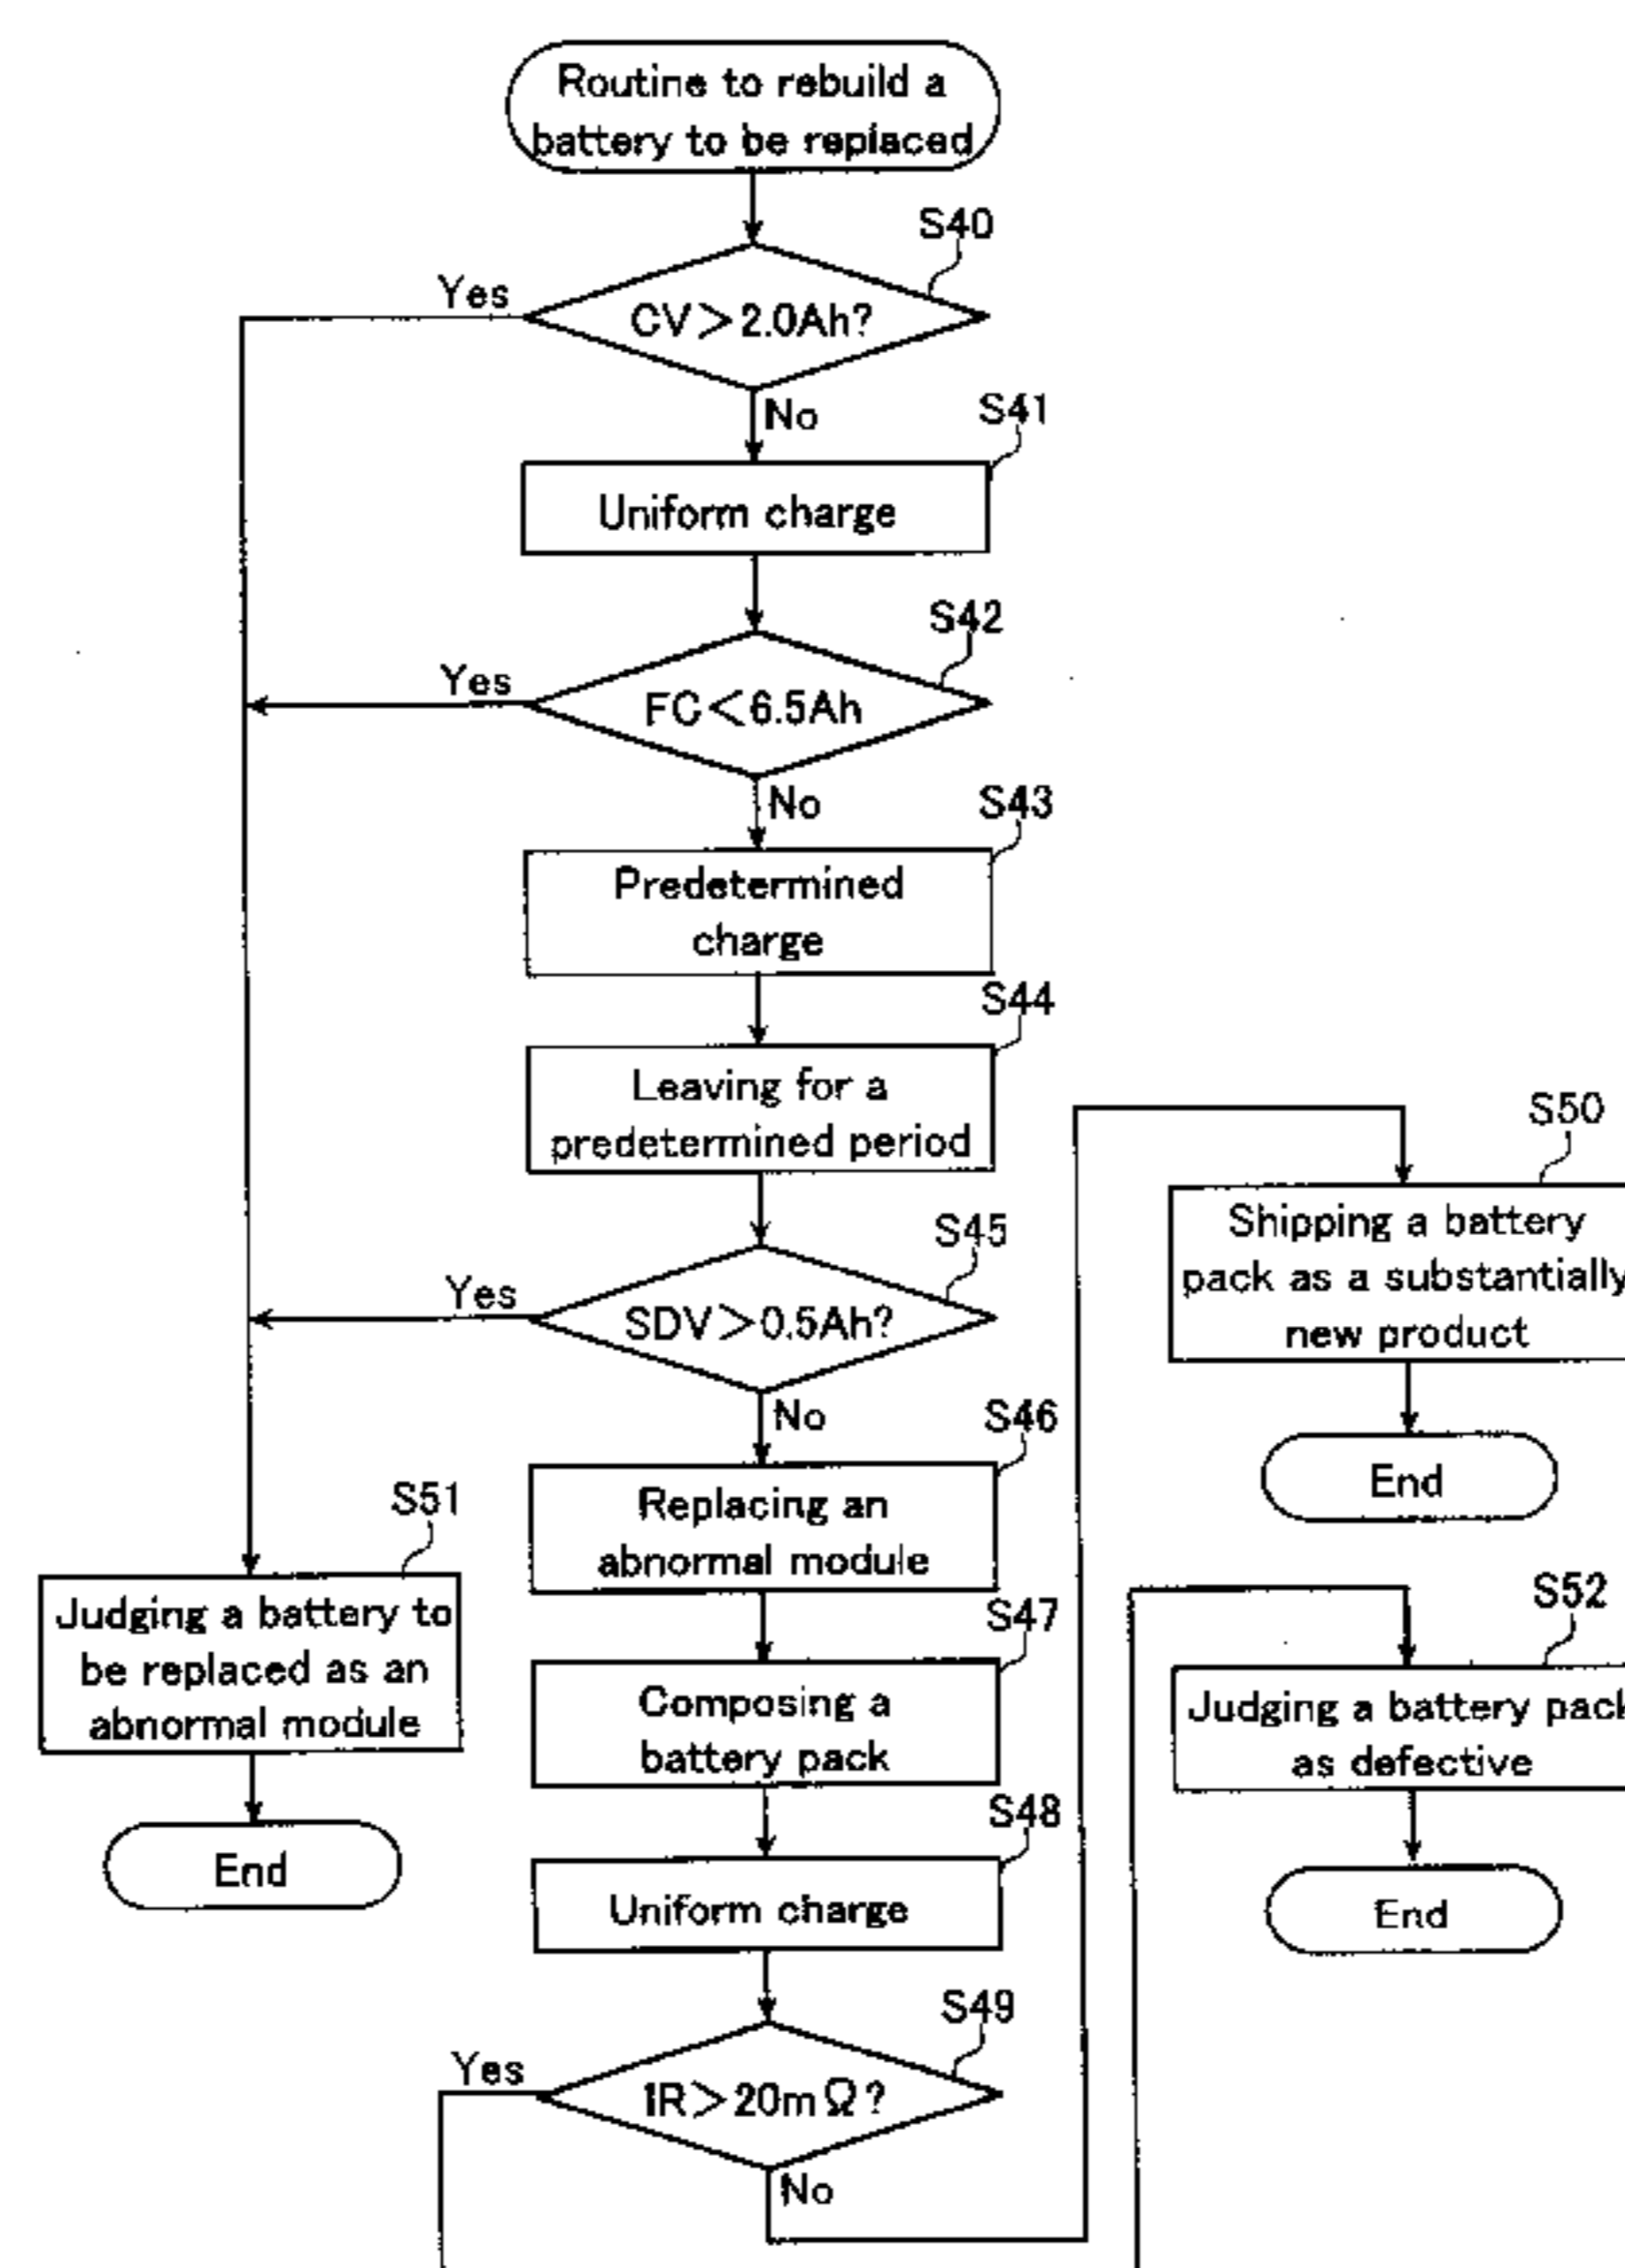 Routine to rebuild a
battery to be replaced
S40
Yes
CV＞2.0Ah?
No
S41
Uniform charge
S42
Yes
FC＜6.5Ah
No
S43
Predetermined
charge
S44
Leaving for a
predetermined period
S45
Yes
SDV＞0.5Ah?
No
S46
Replacing an
abnormal module
S47
Composing a
battery pack
S48
Uniform charge
S49
Yes
IR＞20mΩ?
No
S51
Judging a battery to
be replaced as an
abnormal module
End
S50
Shipping a battery
pack as a substantially
new product
End
S52
Judging a battery pack
as defective
End